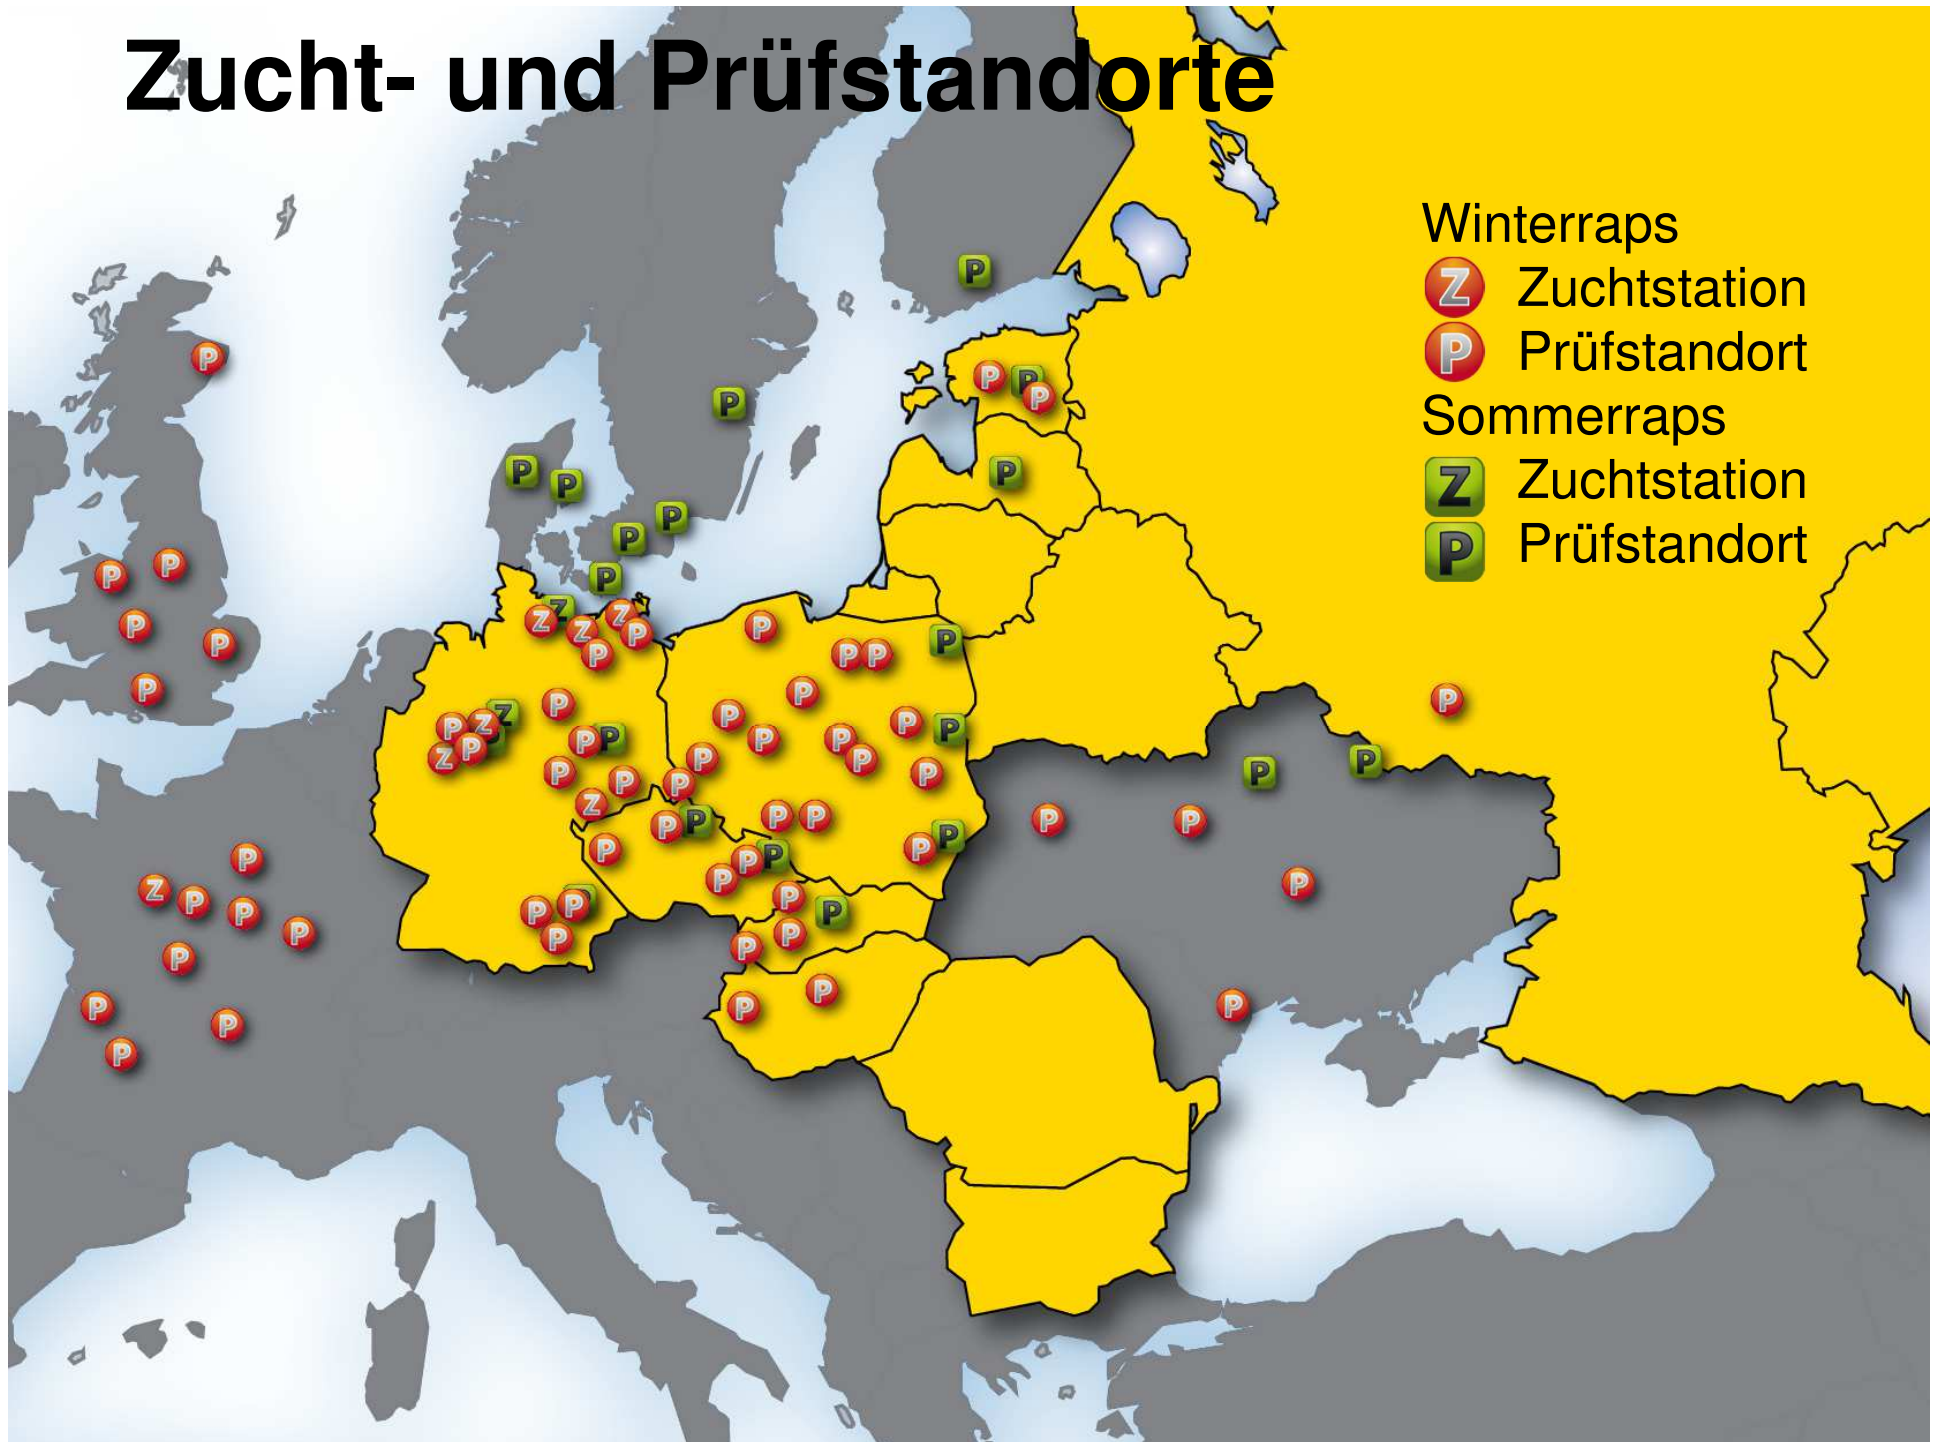 Zucht- und Prüfstandorte
Winterraps
Z Zuchtstation
P Prüfstandort
Sommerraps
Z Zuchtstation
P Prüfstandort